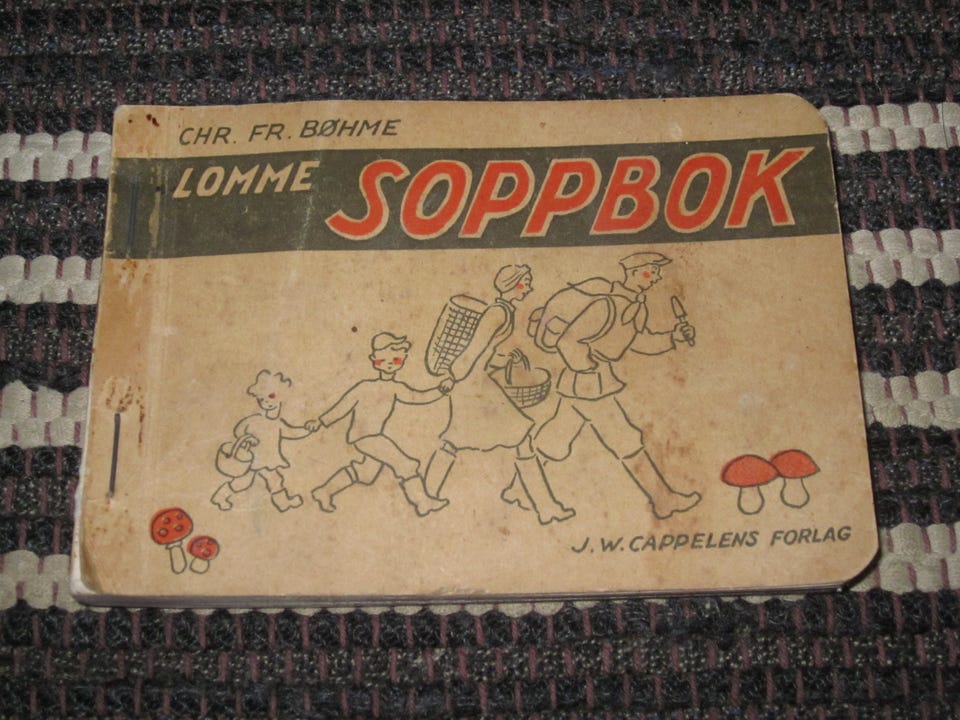 CHR. FR. BØHME
LOMME SOPPBOK
J.W. CAPPELENS FORLAG